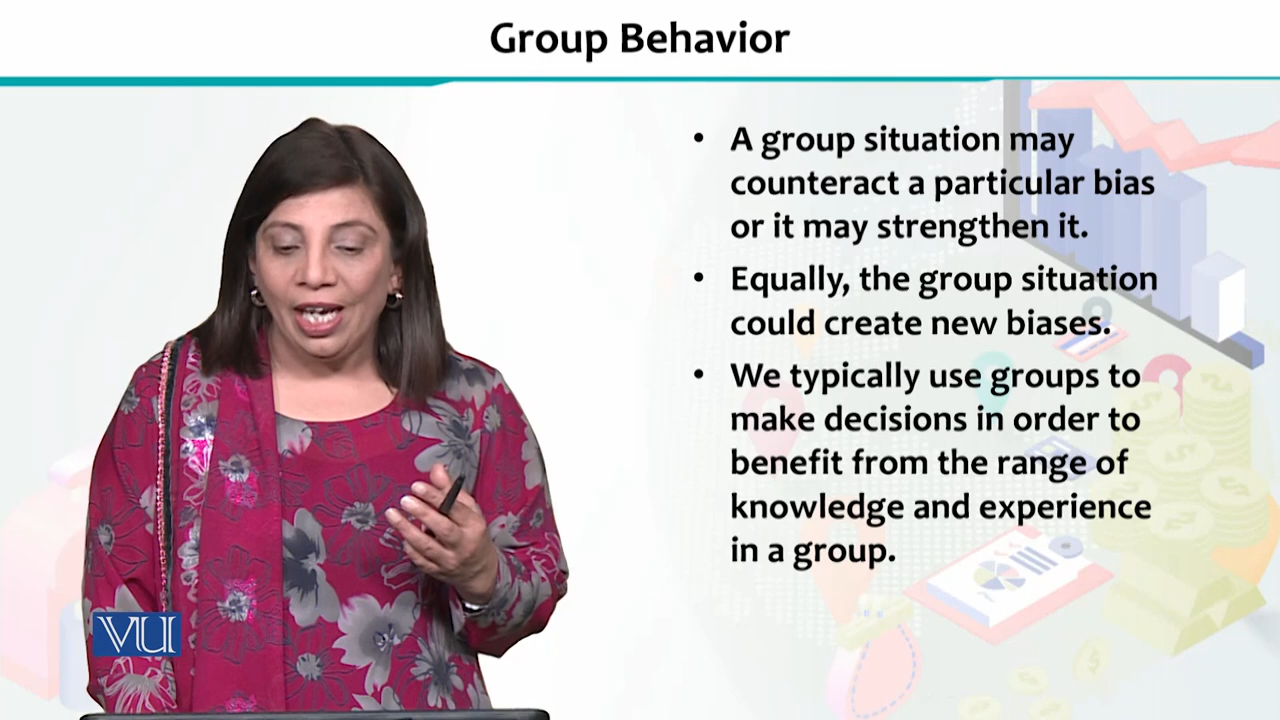 Group Behavior
• A group situation may
counteract a particular bias
or it may strengthen it.
• Equally, the group situation
could create new biases.
• We typically use groups to
make decisions in order to
benefit from the range of
knowledge and experience
in a group.
VU